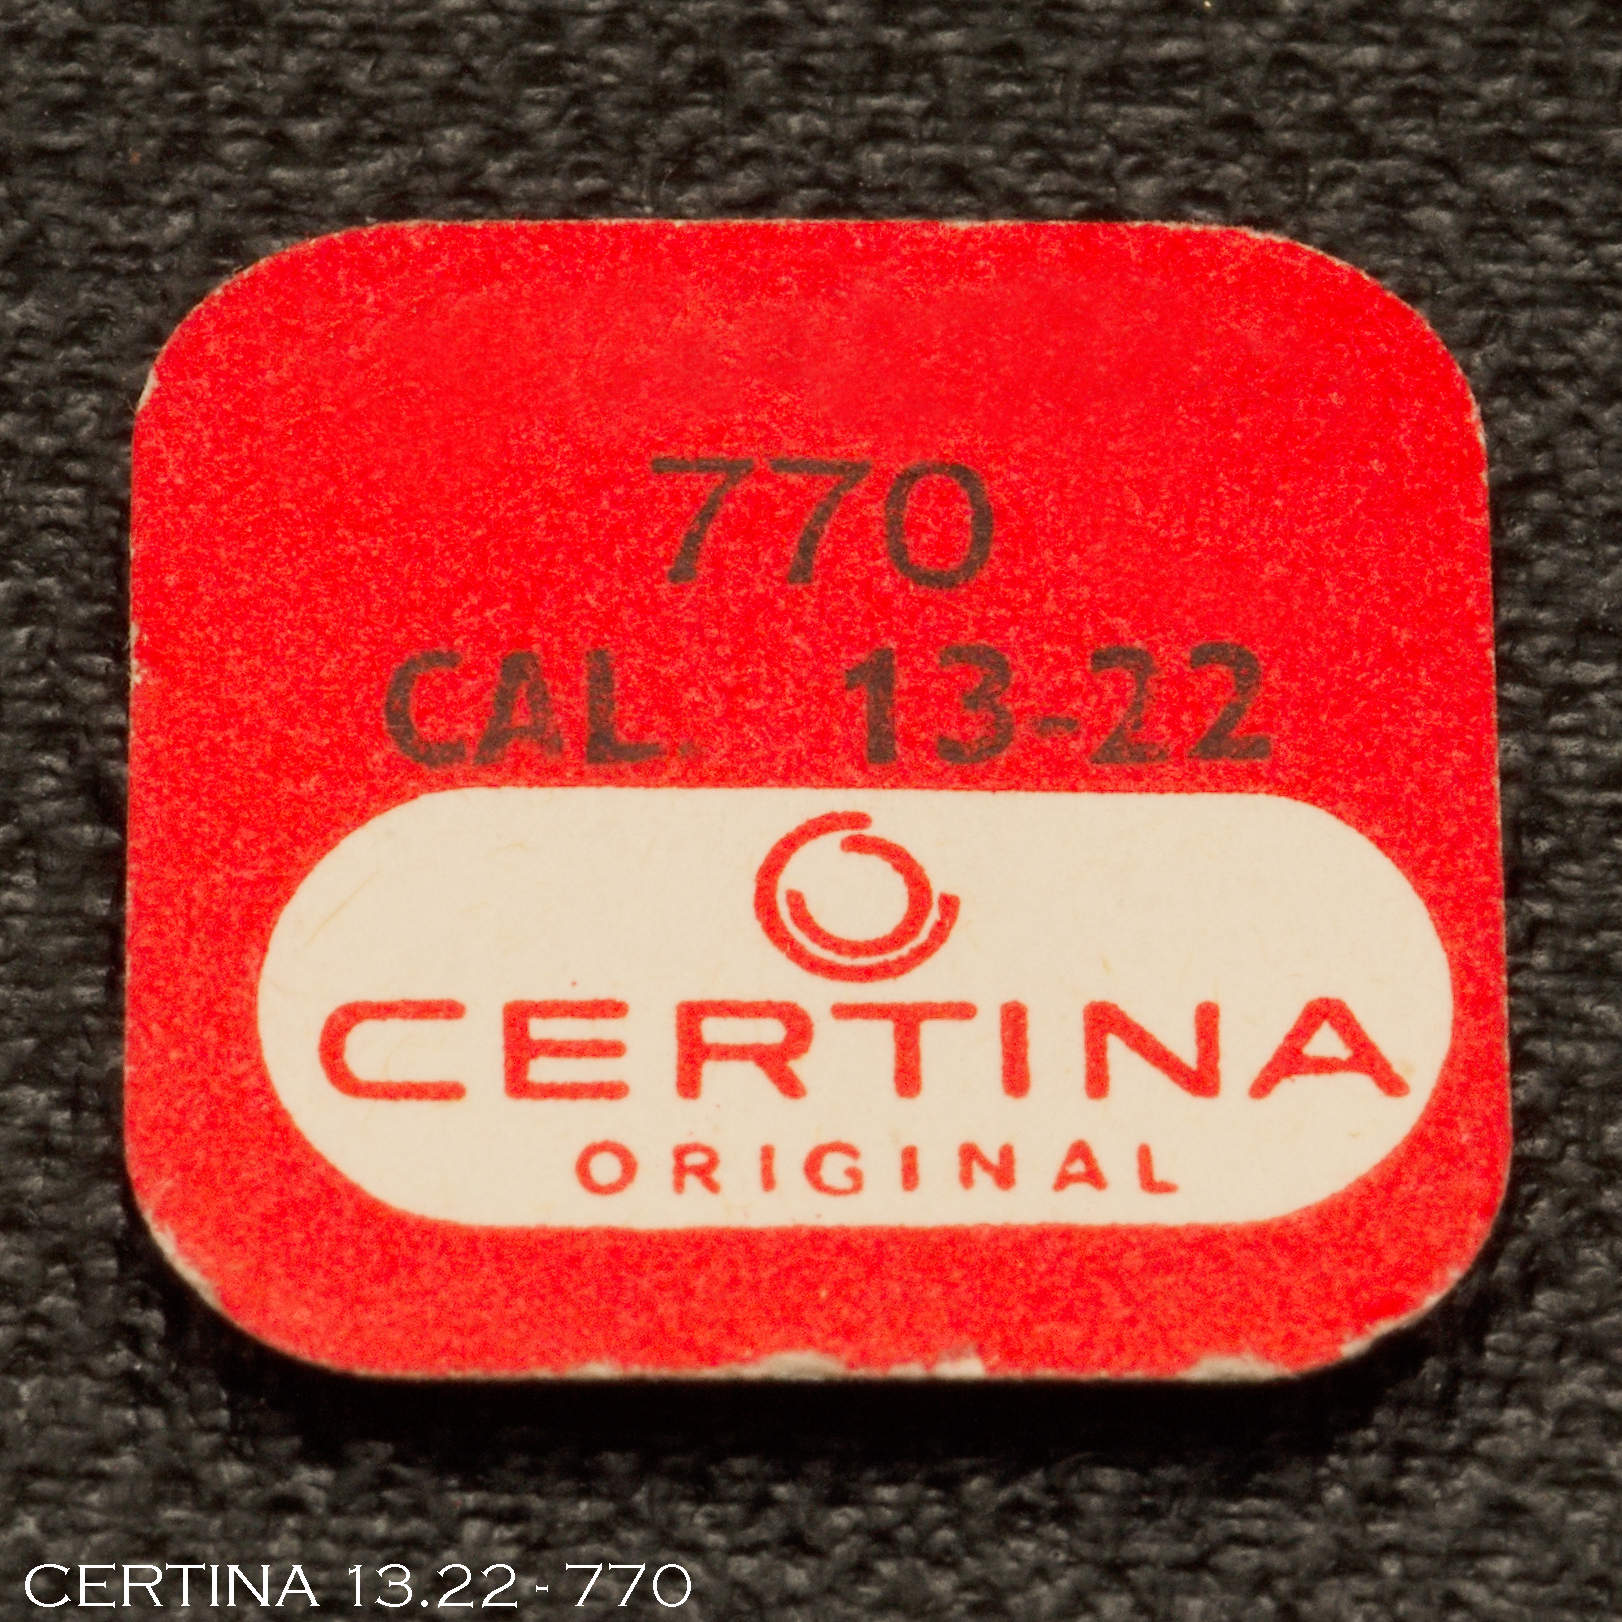 770
CAL. 13-22
CERTINA
ORIGINAL
CERTINA 13.22 - 770